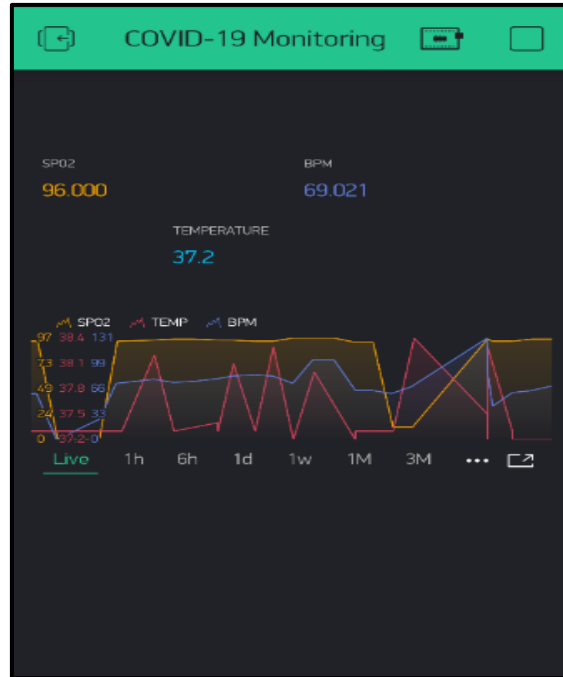 COVID-19 Monitoring
SPO2 BPM
96.000 69.021
TEMPERATURE
37.2
SPO2 TEMP BPM
97 38.4 131
73 38.1 99
49 37.8 66
24 37.5 33
0 37.2 0
Live 1h 6h 1d 1w 1M 3M